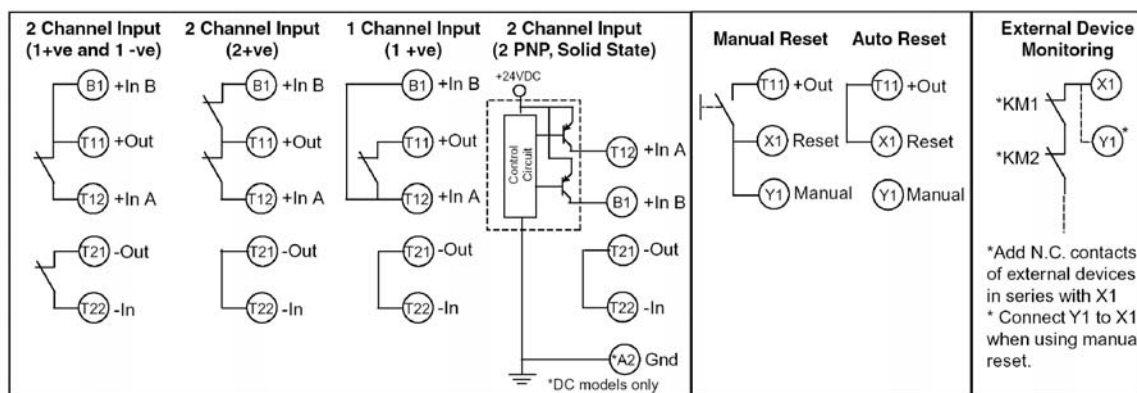 2 Channel Input
(1+ve and 1 -ve)
B1 +In B
T11 +Out
T12 +In A
T21 -Out
T22 -In
2 Channel Input
(2+ve)
B1 +In B
T11 +Out
T12 +In A
T21 -Out
T22 -In
1 Channel Input
(1 +ve)
B1 +In B
T11 +Out
T12 +In A
T21 -Out
T22 -In
2 Channel Input
(2 PNP, Solid State)
+24VDC
Control
Circuit
T12 +In A
B1 +In B
T21 -Out
T22 -In
*A2 Gnd
*DC models only
Manual Reset
T11 +Out
X1 Reset
Y1 Manual
Auto Reset
T11 +Out
X1 Reset
Y1 Manual
External Device
Monitoring
X1
*KM1
Y1*
*KM2
*Add N.C. contacts
of external devices
in series with X1
* Connect Y1 to X1
when using manua
reset.